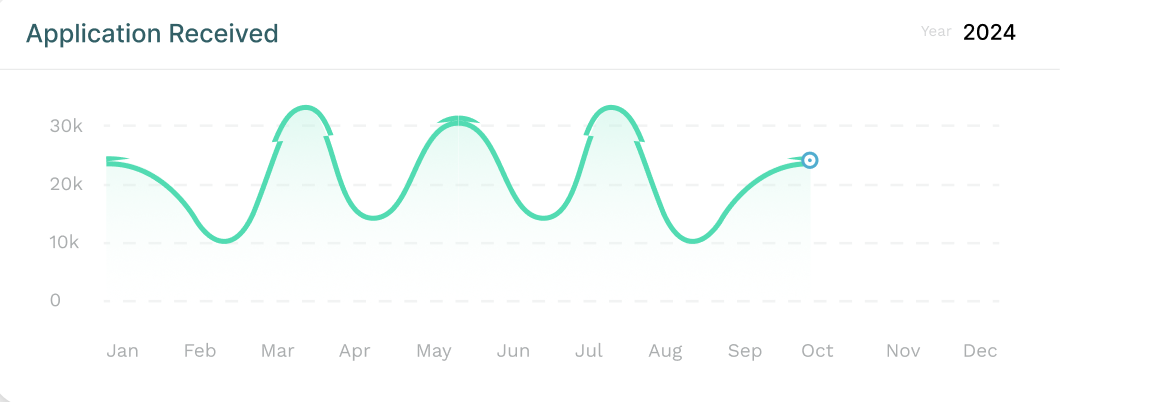 Application Received
Year 2024
30k
20k
10k
0
Jan Feb Mar Apr May Jun Jul Aug Sep Oct Nov Dec